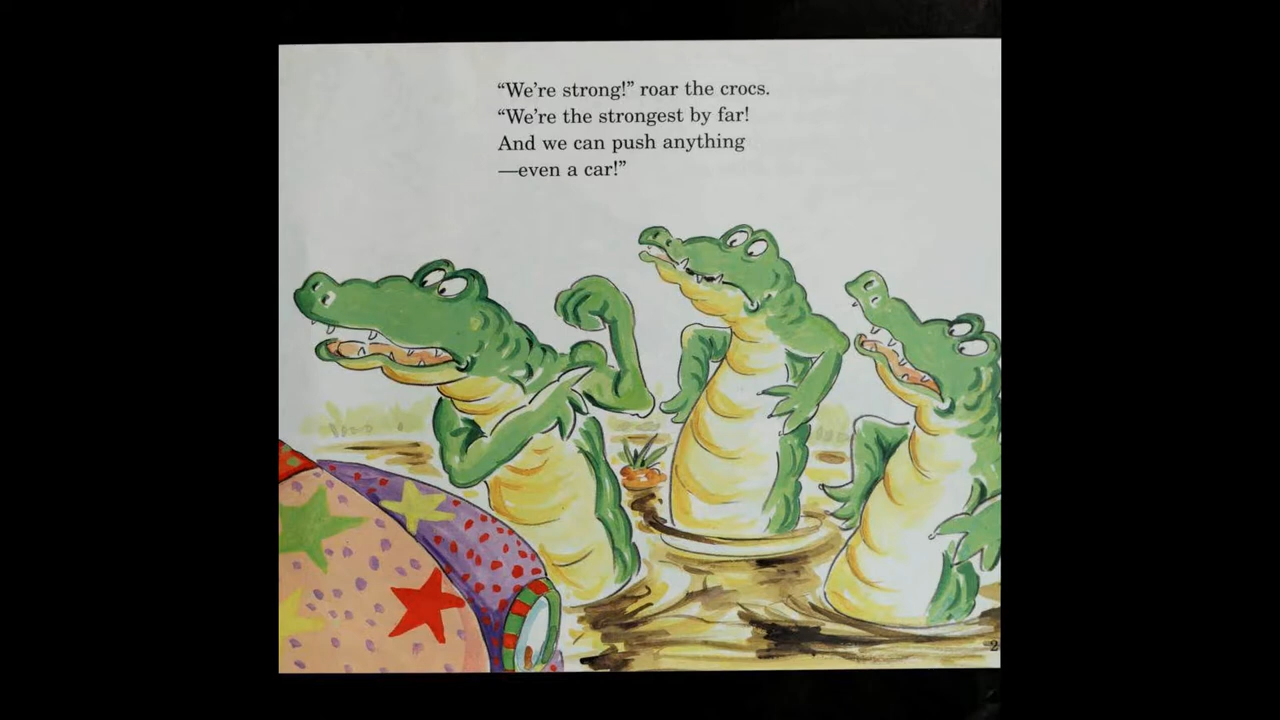 “We’re strong!” roar the crocs.
“We’re the strongest by far!
And we can push anything
—even a car!”